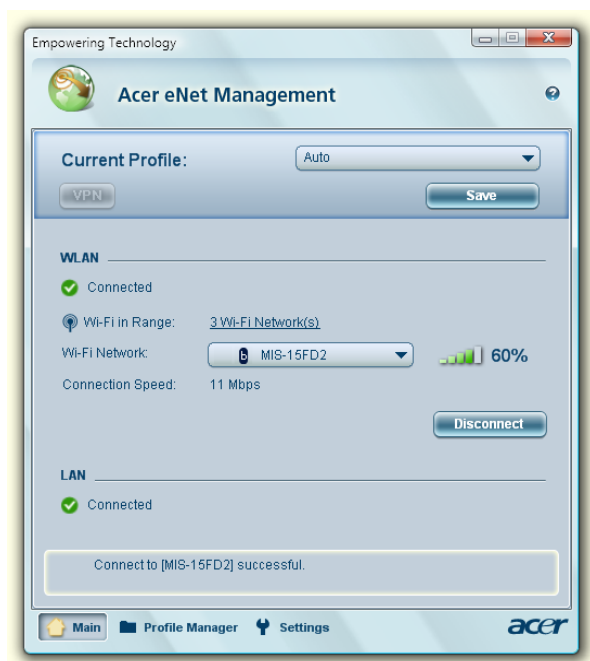 Empowering Technology
Acer eNet Management
Current Profile: Auto
VPN Save
WLAN
Connected
Wi-Fi in Range: 3 Wi-Fi Network(s)
Wi-Fi Network: b MIS-15FD2 60%
Connection Speed: 11 Mbps
Disconnect
LAN
Connected
Connect to [MIS-15FD2] successful.
Main Profile Manager Settings acer